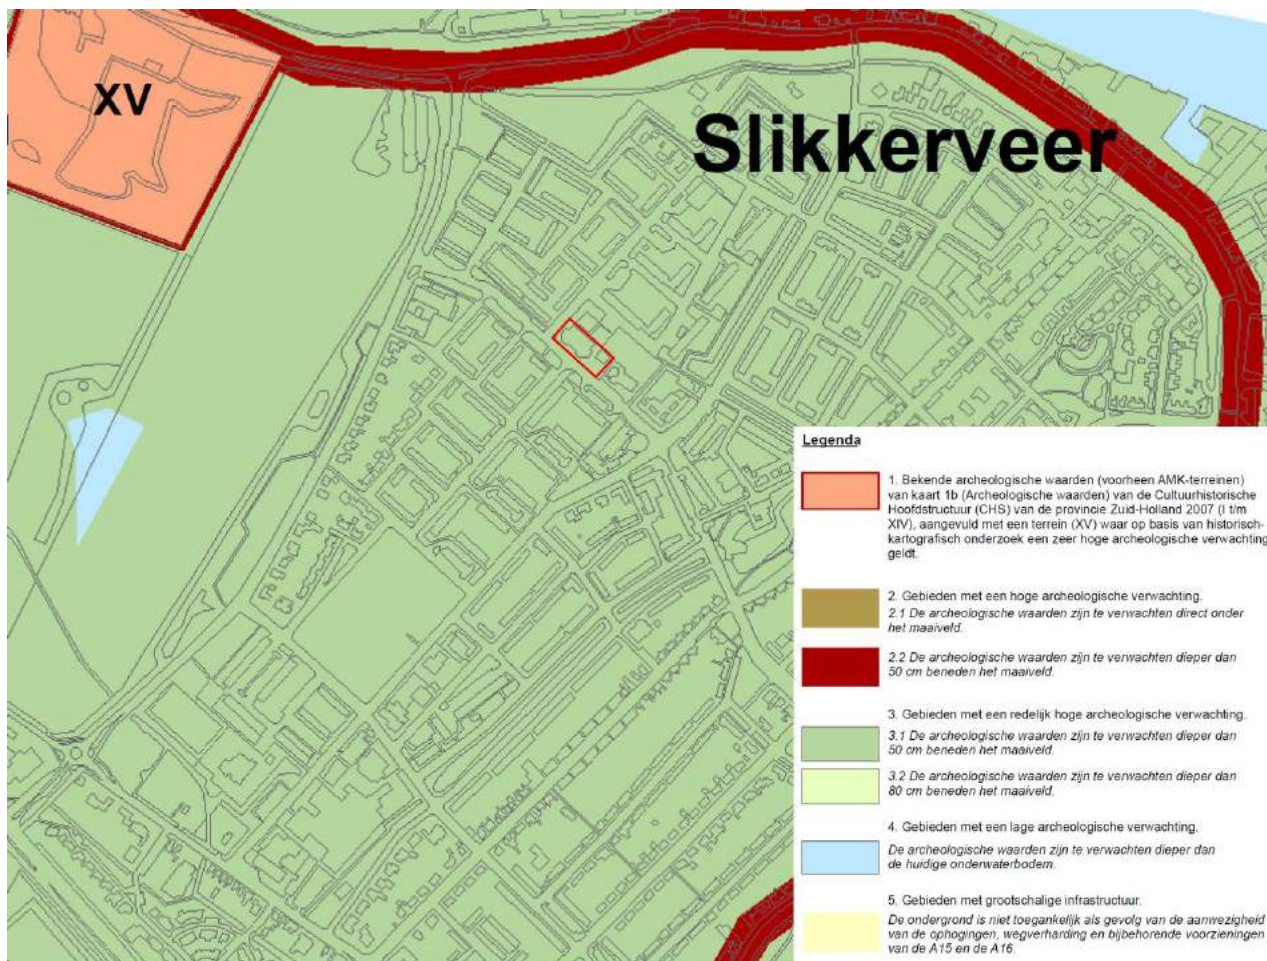 XV
Slikkerveer
Legenda
1. Bekende archeologische waarden (voorheen AMK-terreinen)
van kaart 1b (Archeologische waarden) van de Cultuurhistorische
Hoofdstructuur (CHS) van de provincie Zuid-Holland 2007 (I t/m
XIV), aangevuld met een terrein (XV) waar op basis van historisch-
kartografisch onderzoek een zeer hoge archeologische verwachting
geldt.
2. Gebieden met een hoge archeologische verwachting.
2.1 De archeologische waarden zijn te verwachten direct onder
het maaiveld.
2.2 De archeologische waarden zijn te verwachten dieper dan
50 cm beneden het maaiveld.
3. Gebieden met een redelijk hoge archeologische verwachting.
3.1 De archeologische waarden zijn te verwachten dieper dan
50 cm beneden het maaiveld.
3.2 De archeologische waarden zijn te verwachten dieper dan
80 cm beneden het maaiveld.
4. Gebieden met een lage archeologische verwachting.
De archeologische waarden zijn te verwachten dieper dan
de huidige onderwaterbodem.
5. Gebieden met grootschalige infrastructuur.
De ondergrond is niet toegankelijk als gevolg van de aanwezigheid
van de ophogingen, wegverharding en bijbehorende voorzieningen
van de A15 en de A16.